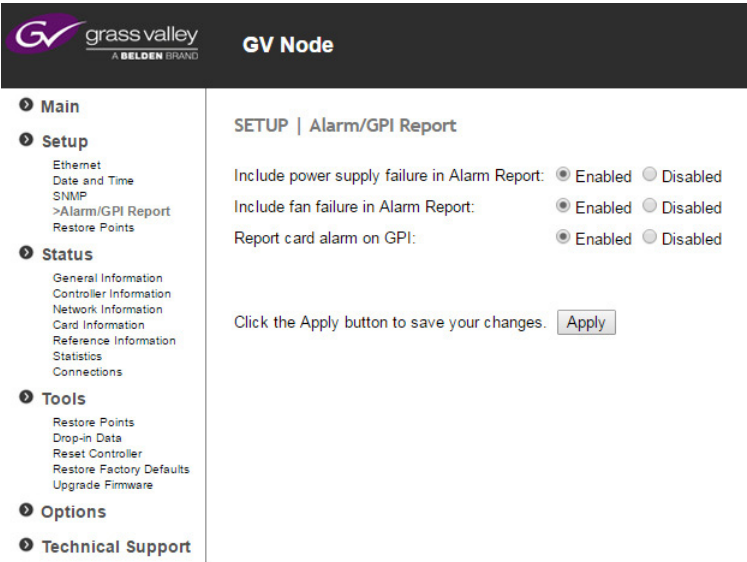 GV grass valley
A BELDEN BRAND
GV Node
Main
Setup
Ethernet
Date and Time
SNMP
>Alarm/GPI Report
Restore Points
Status
General Information
Controller Information
Network Information
Card Information
Reference Information
Statistics
Connections
Tools
Restore Points
Drop-in Data
Reset Controller
Restore Factory Defaults
Upgrade Firmware
Options
Technical Support
SETUP | Alarm/GPI Report
Include power supply failure in Alarm Report: Enabled Disabled
Include fan failure in Alarm Report: Enabled Disabled
Report card alarm on GPI: Enabled Disabled
Click the Apply button to save your changes. Apply